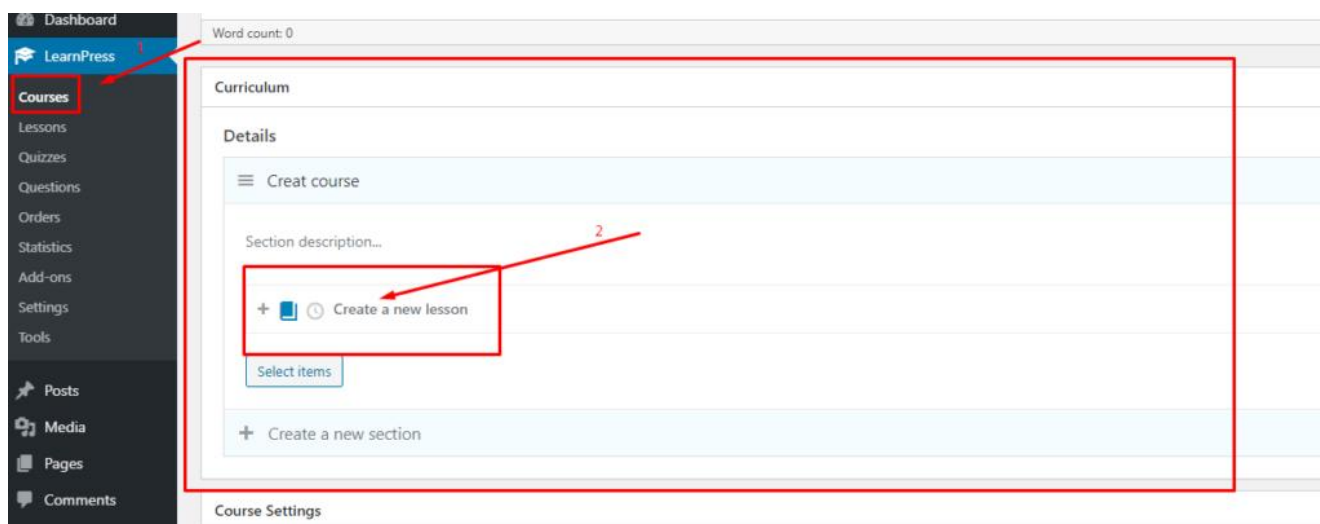 Dashboard
LearnPress
1
Courses
Lessons
Quizzes
Questions
Orders
Statistics
Add-ons
Settings
Tools
Posts
Media
Pages
Comments
Word count: 0
Curriculum
Details
Creat course
Section description...
2
Create a new lesson
Select items
Create a new section
Course Settings